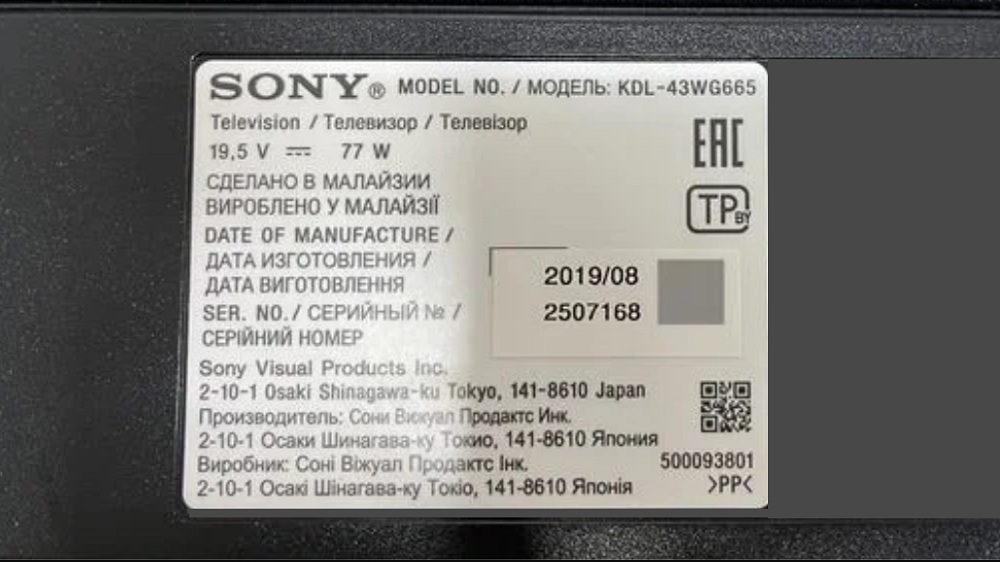 SONY® MODEL NO. / МОДЕЛЬ: KDL-43WG665
Television / Телевизор / Телевізор
19,5 V ⎓ 77 W
EAC
СДЕЛАНО В МАЛАЙЗИИ
ВИРОБЛЕНО У МАЛАЙЗІЇ
TP BY
DATE OF MANUFACTURE /
ДАТА ИЗГОТОВЛЕНИЯ /
ДАТА ВИГОТОВЛЕННЯ
2019/08
SER. NO. / СЕРИЙНЫЙ № /
СЕРІЙНИЙ НОМЕР
2507168
Sony Visual Products Inc.
2-10-1 Osaki Shinagawa-ku Tokyo, 141-8610 Japan
Производитель: Сони Вижуал Продактс Инк.
2-10-1 Осаки Шинагава-ку Токио, 141-8610 Япония
Виробник: Соні Віжуал Продактс Інк.
2-10-1 Осакі Шінагава-ку Токіо, 141-8610 Японія
500093801
>PP<